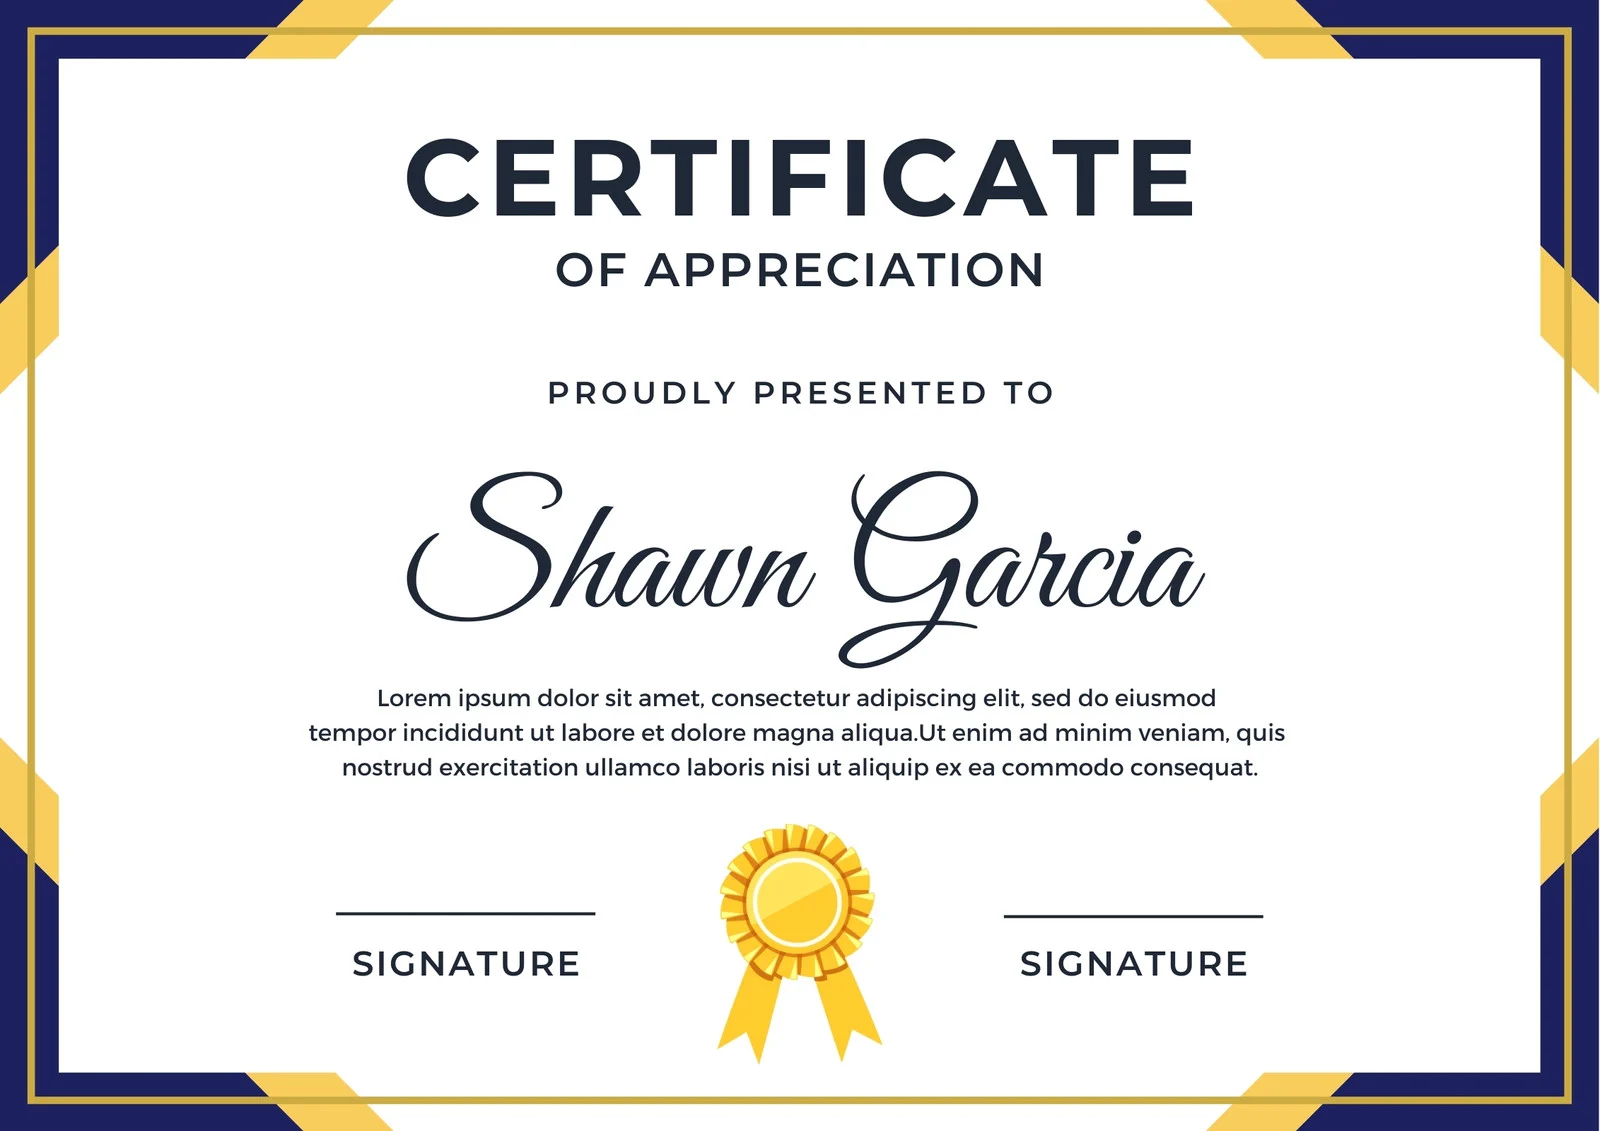 CERTIFICATE
OF APPRECIATION
PROUDLY PRESENTED TO
Shawn Garcia
Lorem ipsum dolor sit amet, consectetur adipiscing elit, sed do eiusmod
tempor incididunt ut labore et dolore magna aliqua.Ut enim ad minim veniam, quis
nostrud exercitation ullamco laboris nisi ut aliquip ex ea commodo consequat.
SIGNATURE
SIGNATURE